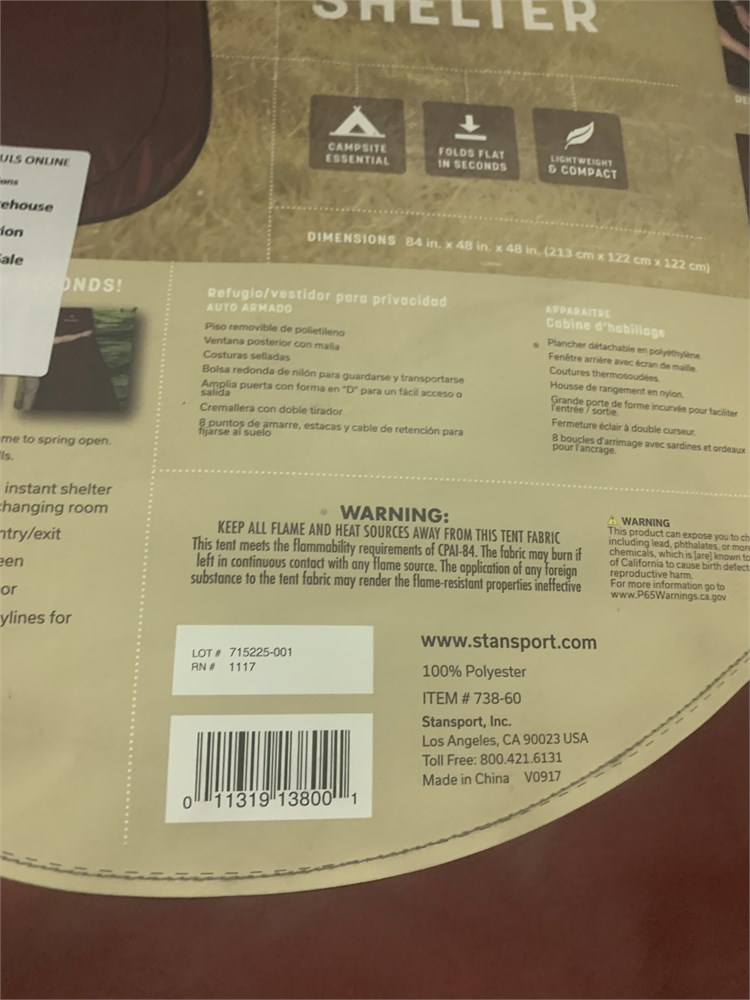 SHELTER
CAMPSITE
ESSENTIAL
FOLDS FLAT
IN SECONDS
LIGHTWEIGHT
& COMPACT
DIMENSIONS 84 in. x 48 in. x 48 in. (213 cm x 122 cm x 122 cm)
ULS ONLINE
ons
ehouse
ion
ale
ONDS!
me to spring open.
lls.
instant shelter
hanging room
ntry/exit
een
or
ylines for
Refugio/vestidor para privacidad
AUTO ARMADO
Piso removible de polietileno
Ventana posterior con malla
Costuras selladas
Bolsa redonda de nilón para guardarse y transportarse
Amplia puerta con forma en "D" para un fácil acceso o
salida
Cremallera con doble tirador
8 puntos de amarre, estacas y cable de retención para
fijarse al suelo
APPARAITRE
Cabine d'habillage
Plancher détachable en polyéthylène.
Fenêtre arrière avec écran de maille.
Coutures thermosoudées.
Housse de rangement en nylon.
Grande porte de forme incurvée pour faciliter
l'entrée / sortie.
Fermeture éclair à double curseur.
8 boucles d'arrimage avec sardines et ordeaux
pour l'ancrage.
WARNING:
KEEP ALL FLAME AND HEAT SOURCES AWAY FROM THIS TENT FABRIC
This tent meets the flammability requirements of CPAI-84. The fabric may burn if
left in continuous contact with any flame source. The application of any foreign
substance to the tent fabric may render the flame-resistant properties ineffective
WARNING
This product can expose you to ch
including lead, phthalates, or mor
chemicals, which is [are] known to
of California to cause birth defect
reproductive harm.
For more information go to
www.P65Warnings.ca.gov
LOT # 715225-001
RN # 1117
0 11319 13800 1
www.stansport.com
100% Polyester
ITEM # 738-60
Stansport, Inc.
Los Angeles, CA 90023 USA
Toll Free: 800.421.6131
Made in China V0917